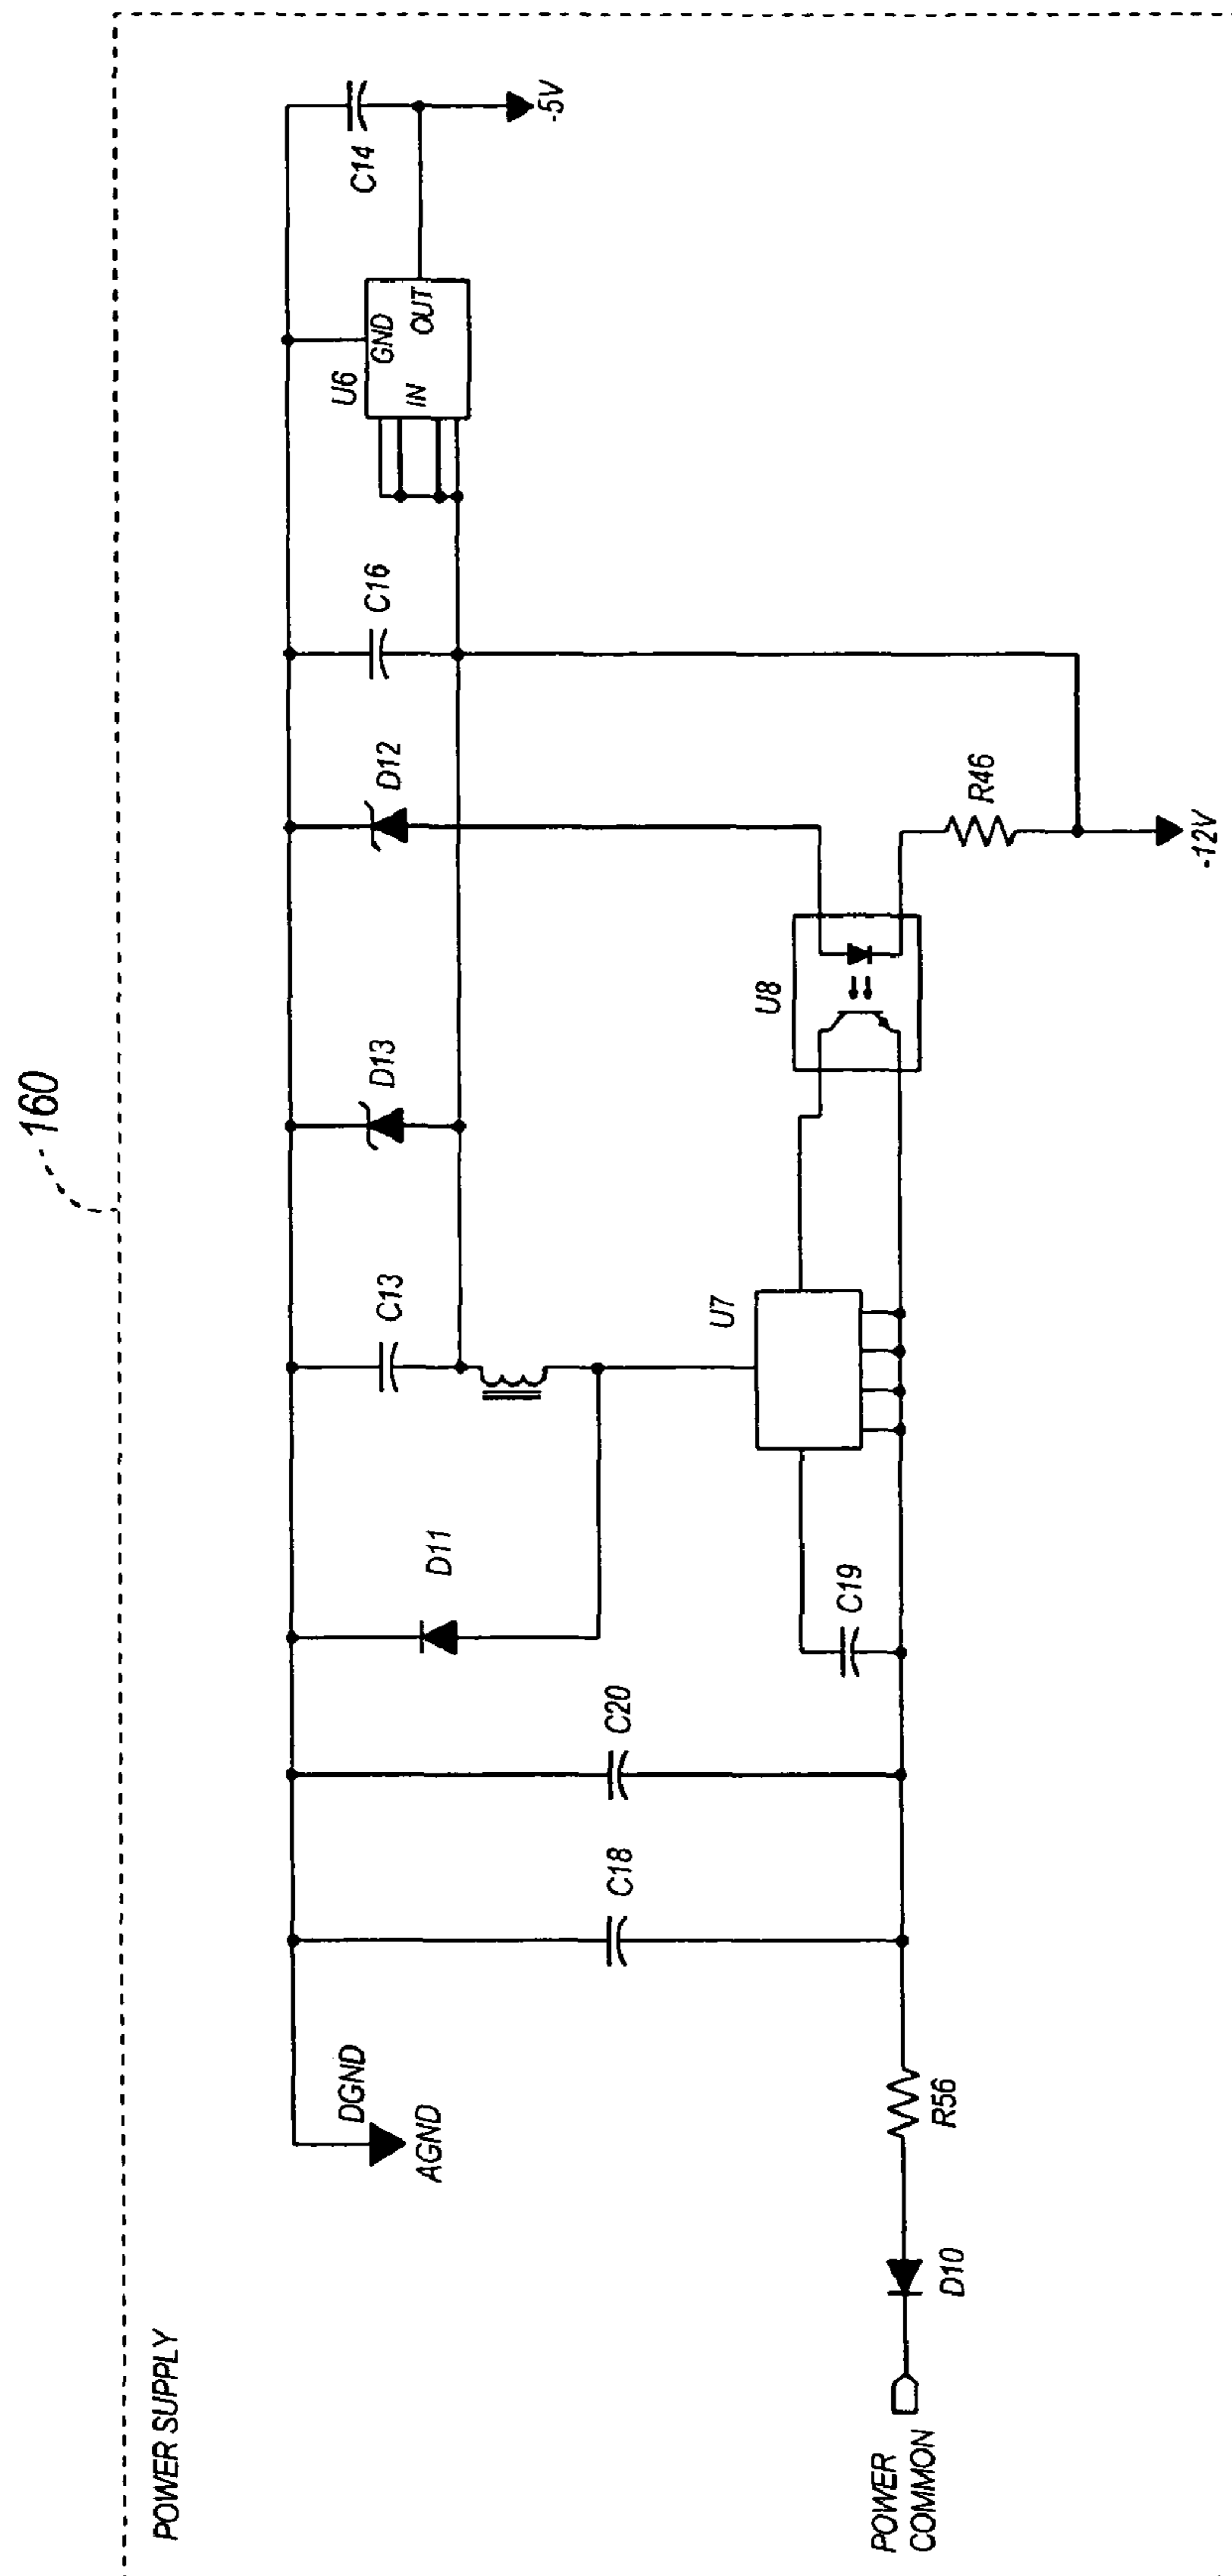 160
POWER SUPPLY
C14
-5V
U6
GND
IN
OUT
C16
D12
R46
-12V
D13
U8
C13
U7
D11
C19
C20
C18
DGND
AGND
R56
D10
POWER
COMMON